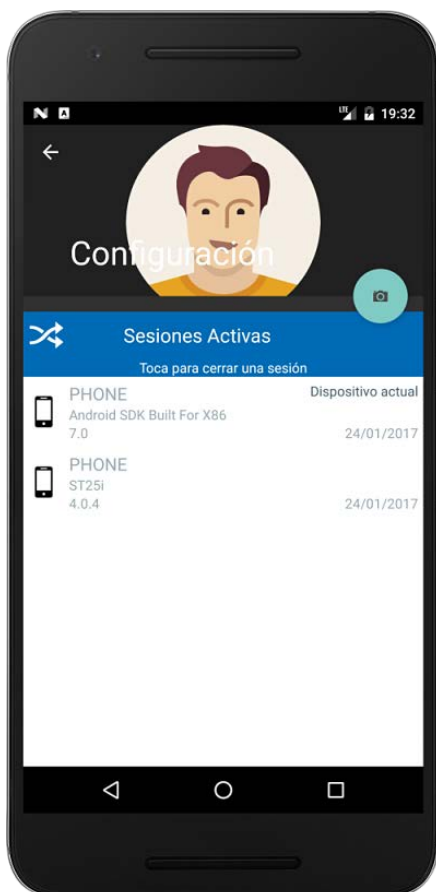 19:32
Configuración
Sesiones Activas
Toca para cerrar una sesión
PHONE
Dispositivo actual
Android SDK Built For X86
7.0
24/01/2017
PHONE
ST25i
4.0.4
24/01/2017